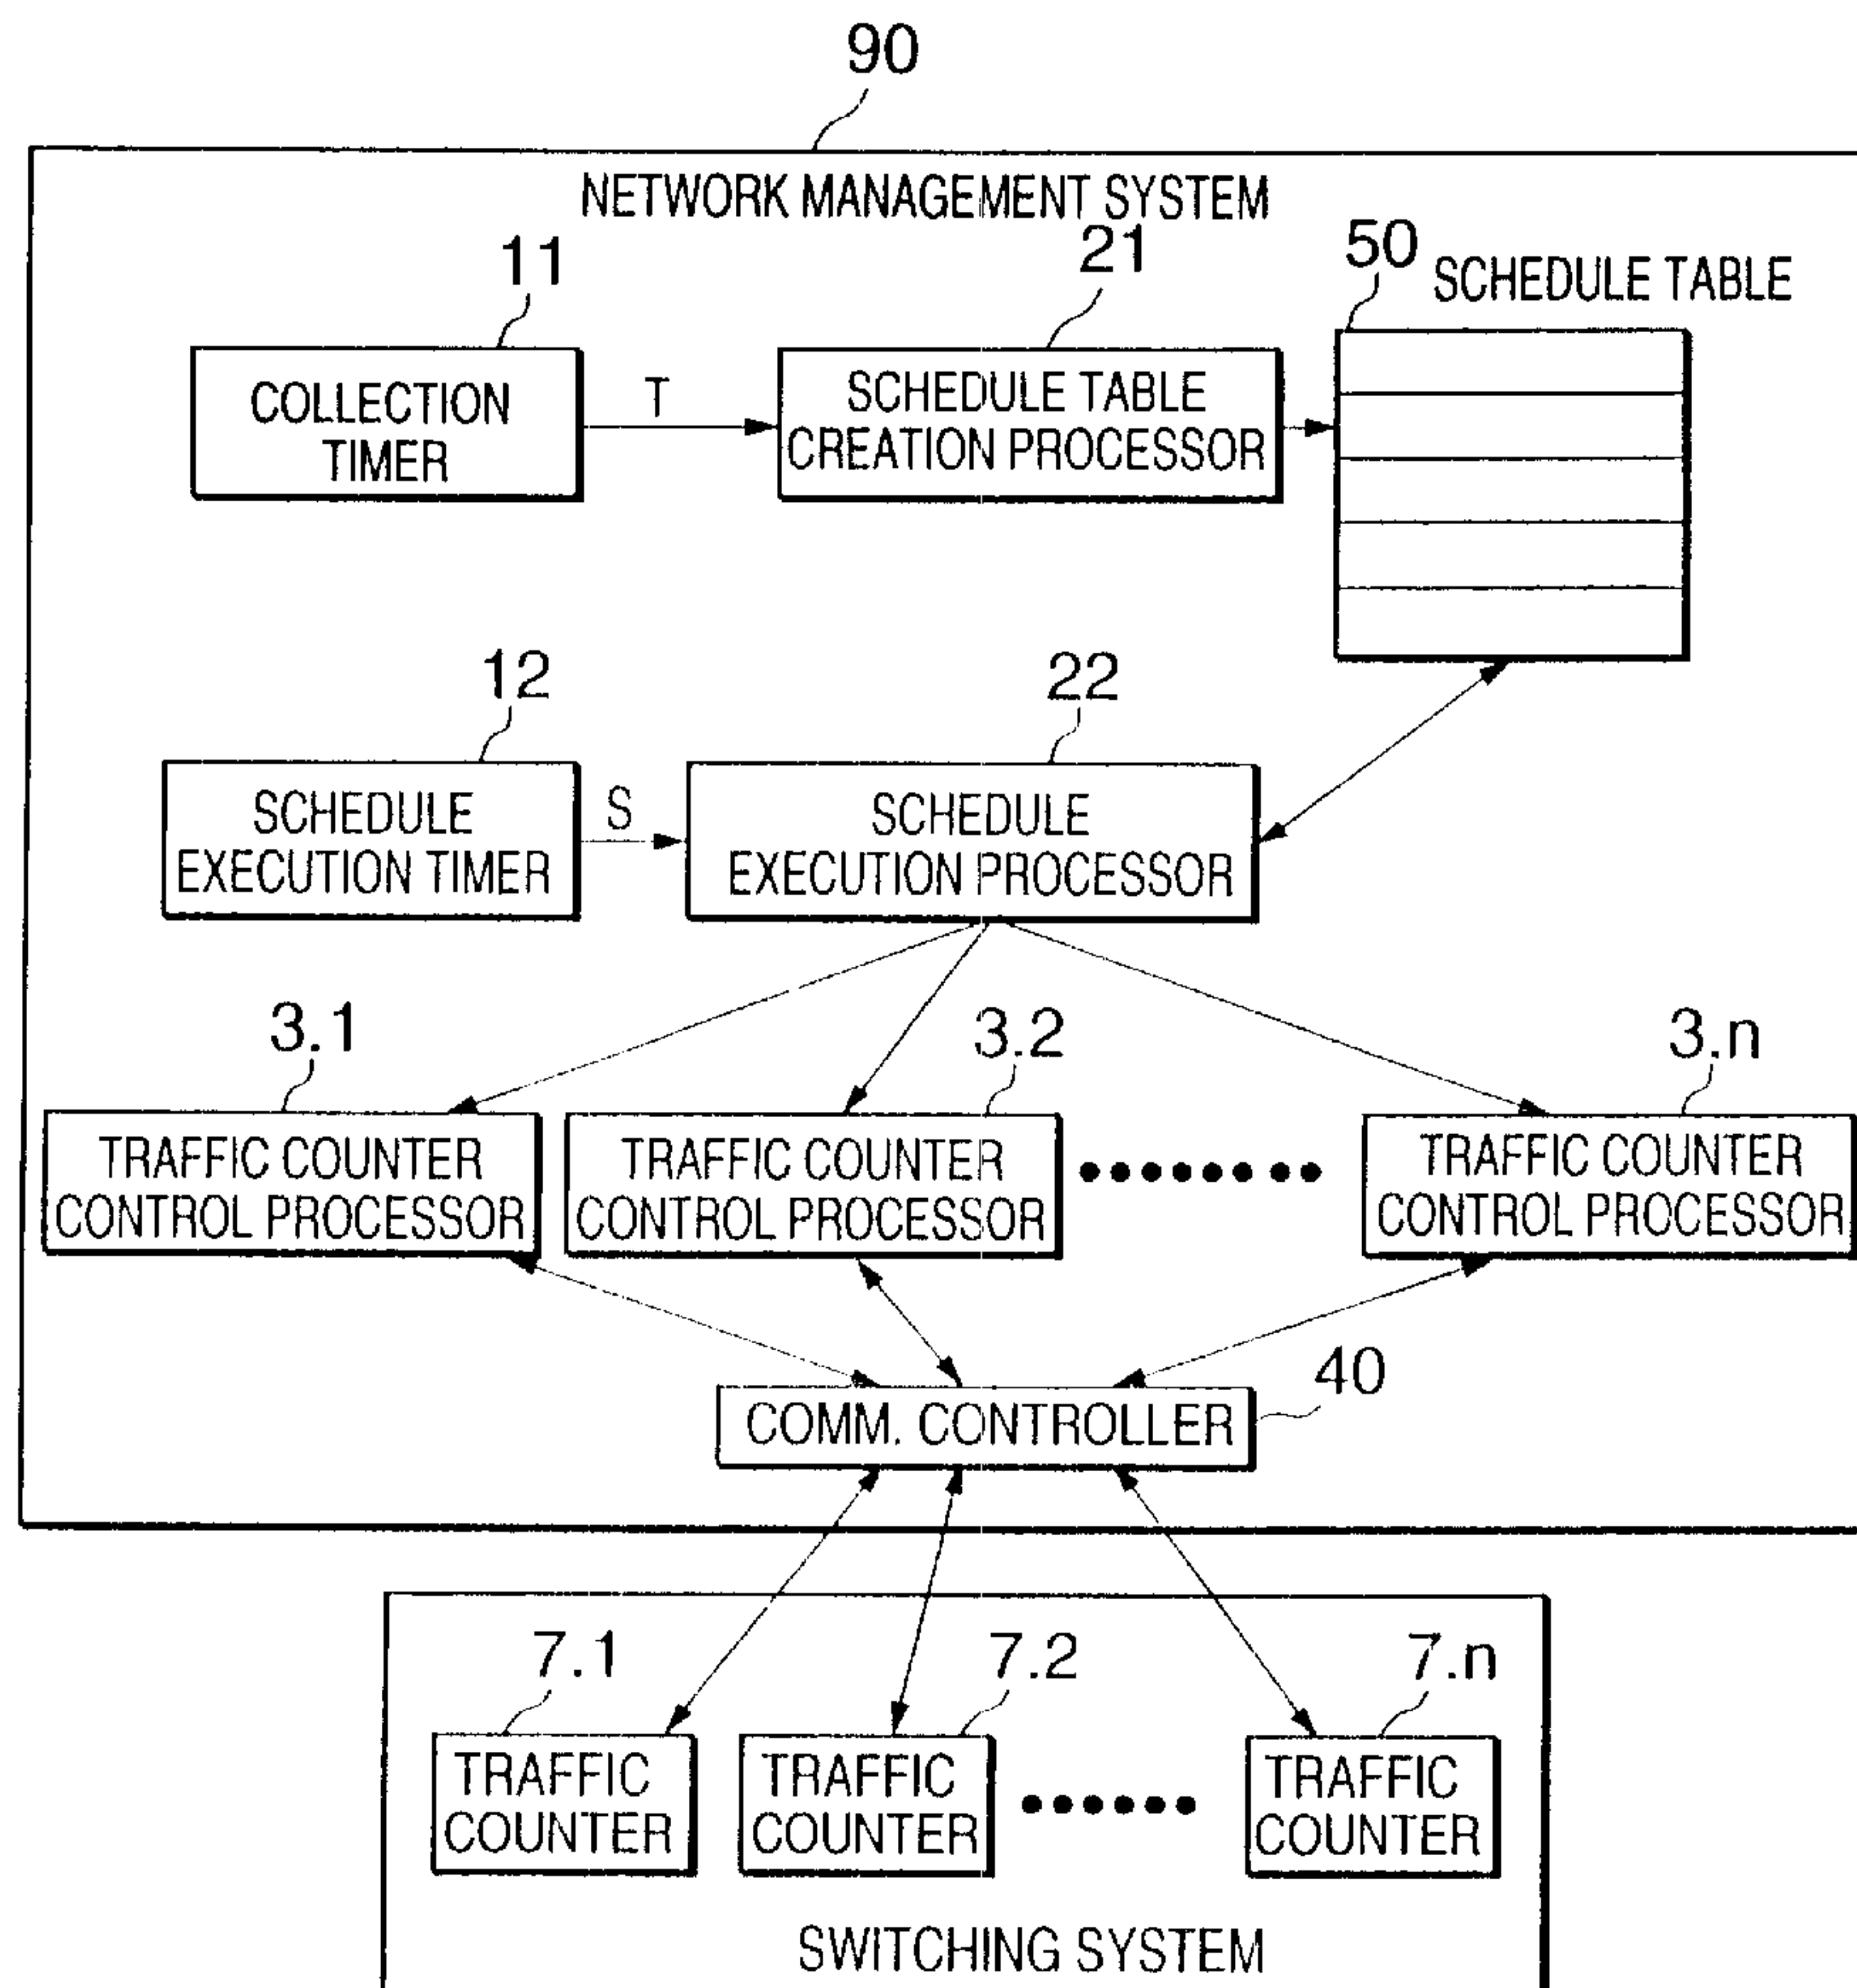 90
NETWORK MANAGEMENT SYSTEM
11
21
50
SCHEDULE TABLE
COLLECTION
TIMER
T
SCHEDULE TABLE
CREATION PROCESSOR
12
22
SCHEDULE
EXECUTION TIMER
S
SCHEDULE
EXECUTION PROCESSOR
3.1
3.2
3.n
TRAFFIC COUNTER
CONTROL PROCESSOR
TRAFFIC COUNTER
CONTROL PROCESSOR
TRAFFIC COUNTER
CONTROL PROCESSOR
40
COMM. CONTROLLER
7.1
7.2
7.n
TRAFFIC
COUNTER
TRAFFIC
COUNTER
TRAFFIC
COUNTER
SWITCHING SYSTEM